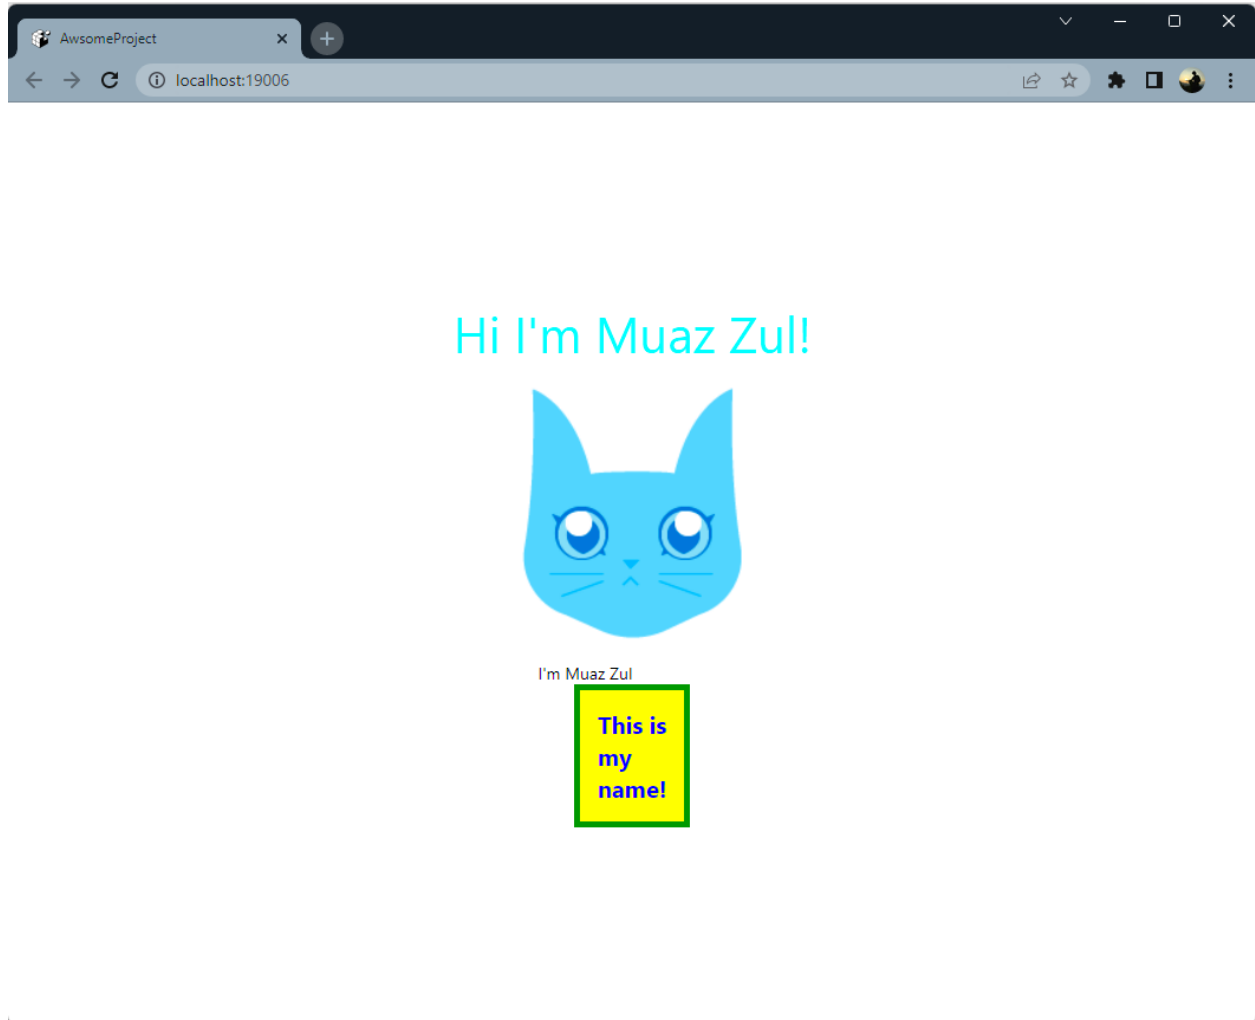 AwsomeProject
localhost:19006
Hi I'm Muaz Zul!
I'm Muaz Zul
This is
my
name!